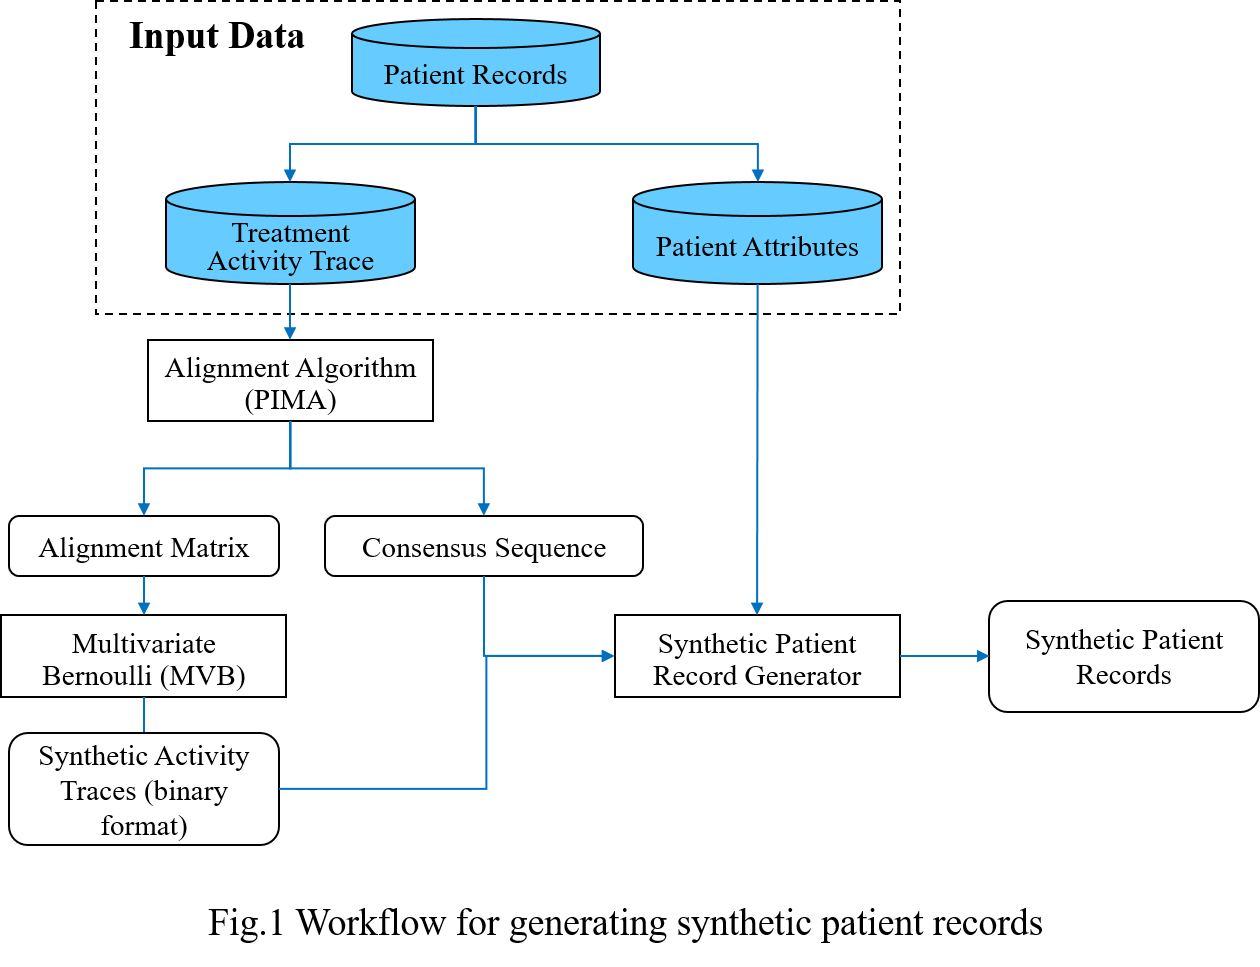 Input Data
Patient Records
Treatment
Activity Trace
Patient Attributes
Alignment Algorithm
(PIMA)
Alignment Matrix
Consensus Sequence
Multivariate
Bernoulli (MVB)
Synthetic Patient
Record Generator
Synthetic Patient
Records
Synthetic Activity
Traces (binary
format)
Fig.1 Workflow for generating synthetic patient records